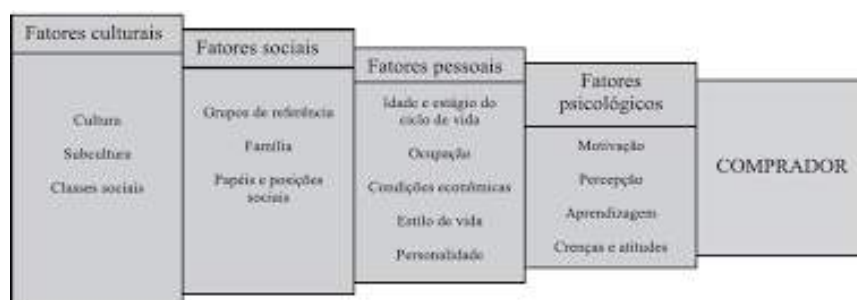 Fatores culturais
Cultura
Subcultura
Classes sociais
Fatores sociais
Grupos de referência
Família
Papéis e posições
sociais
Fatores pessoais
Idade e estágio do
ciclo de vida
Ocupação
Condições econômicas
Estilo de vida
Personalidade
Fatores
psicológicos
Motivação
Percepção
Aprendizagem
Crenças e atitudes
COMPRADOR